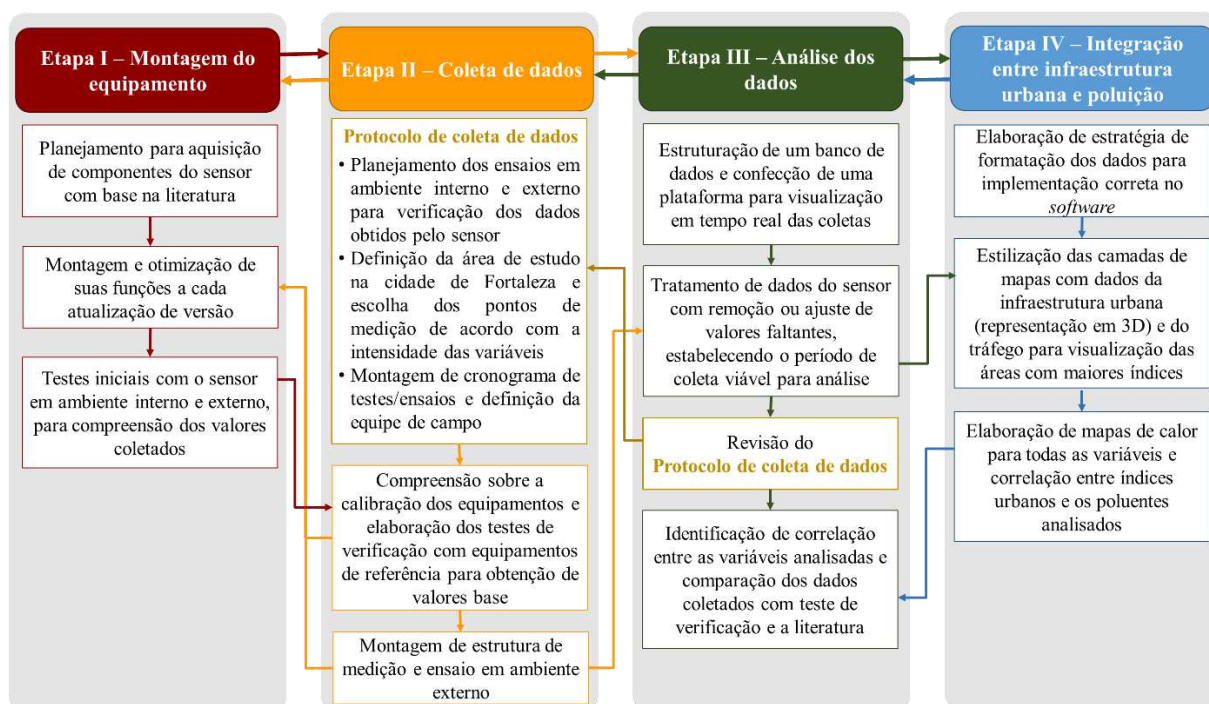 Etapa I – Montagem do
equipamento
Planejamento para aquisição
de componentes do sensor
com base na literatura
Montagem e otimização de
suas funções a cada
atualização de versão
Testes iniciais com o sensor
em ambiente interno e externo,
para compreensão dos valores
coletados
Etapa II – Coleta de dados
Protocolo de coleta de dados
• Planejamento dos ensaios em
ambiente interno e externo
para verificação dos dados
obtidos pelo sensor
• Definição da área de estudo
na cidade de Fortaleza e
escolha dos pontos de
medição de acordo com a
intensidade das variáveis
• Montagem de cronograma de
testes/ensaios e definição da
equipe de campo
Compreensão sobre a
calibração dos equipamentos e
elaboração dos testes de
verificação com equipamentos
de referência para obtenção de
valores base
Montagem de estrutura de
medição e ensaio em ambiente
externo
Etapa III – Análise dos
dados
Estruturação de um banco de
dados e confecção de uma
plataforma para visualização
em tempo real das coletas
Tratamento de dados do sensor
com remoção ou ajuste de
valores faltantes,
estabelecendo o período de
coleta viável para análise
Revisão do
Protocolo de coleta de dados
Identificação de correlação
entre as variáveis analisadas e
comparação dos dados
coletados com teste de
verificação e a literatura
Etapa IV – Integração
entre infraestrutura
urbana e poluição
Elaboração de estratégia de
formatação dos dados para
implementação correta no
software
Estilização das camadas de
mapas com dados da
infraestrutura urbana
(representação em 3D) e do
tráfego para visualização das
áreas com maiores índices
Elaboração de mapas de calor
para todas as variáveis e
correlação entre índices
urbanos e os poluentes
analisados